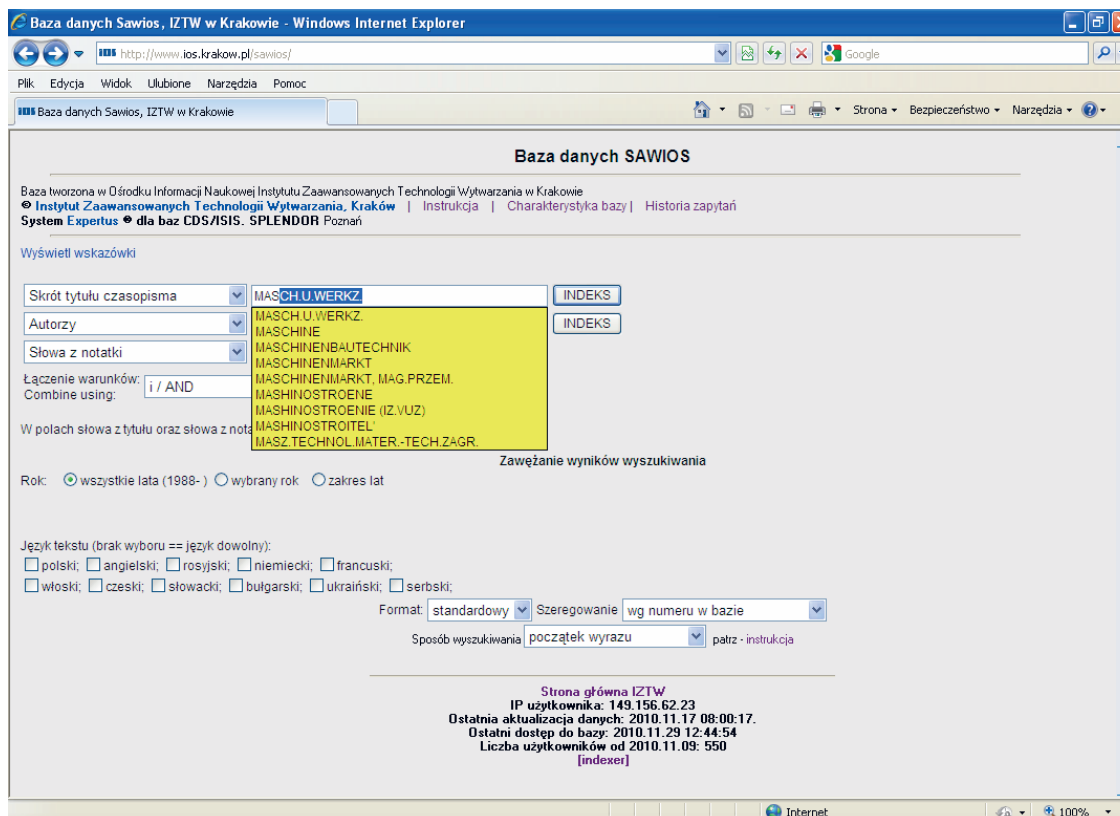 Baza danych Sawios, IZTW w Krakowie - Windows Internet Explorer
http://www.ios.krakow.pl/sawios/
Google
Plik Edycja Widok Ulubione Narzędzia Pomoc
Baza danych Sawios, IZTW w Krakowie
Strona Bezpieczeństwo Narzędzia
Baza danych SAWIOS
Baza tworzona w Ośrodku Informacji Naukowej Instytutu Zaawansowanych Technologii Wytwarzania w Krakowie
© Instytut Zaawansowanych Technologii Wytwarzania, Kraków | Instrukcja | Charakterystyka bazy | Historia zapytań
System Expertus ® dla baz CDS/ISIS. SPLENDOR Poznań
Wyświetl wskazówki
Skrót tytułu czasopisma MASCH.U.WERKZ. INDEKS
Autorzy INDEKS
Słowa z notatki
MASCH.U.WERKZ.
MASCHINE
MASCHINENBAUTECHNIK
MASCHINENMARKT
MASCHINENMARKT, MAG.PRZEM.
MASHINOSTROENE
MASHINOSTROENIE (IZ.VUZ)
MASHINOSTROITEL'
MASZ.TECHNOL.MATER.-TECH.ZAGR.
Łączenie warunków: i / AND
Combine using:
W polach słowa z tytułu oraz słowa z nota
Zawężanie wyników wyszukiwania
Rok: wszystkie lata (1988- ) wybrany rok zakres lat
Język tekstu (brak wyboru == język dowolny):
polski; angielski; rosyjski; niemiecki; francuski;
włoski; czeski; słowacki; bułgarski; ukraiński; serbski;
Format: standardowy Szeregowanie wg numeru w bazie
Sposób wyszukiwania początek wyrazu patrz - instrukcja
Strona główna IZTW
IP użytkownika: 149.156.62.23
Ostatnia aktualizacja danych: 2010.11.17 08:00:17.
Ostatni dostęp do bazy: 2010.11.29 12:44:54
Liczba użytkowników od 2010.11.09: 550
[indexer]
Internet 100%